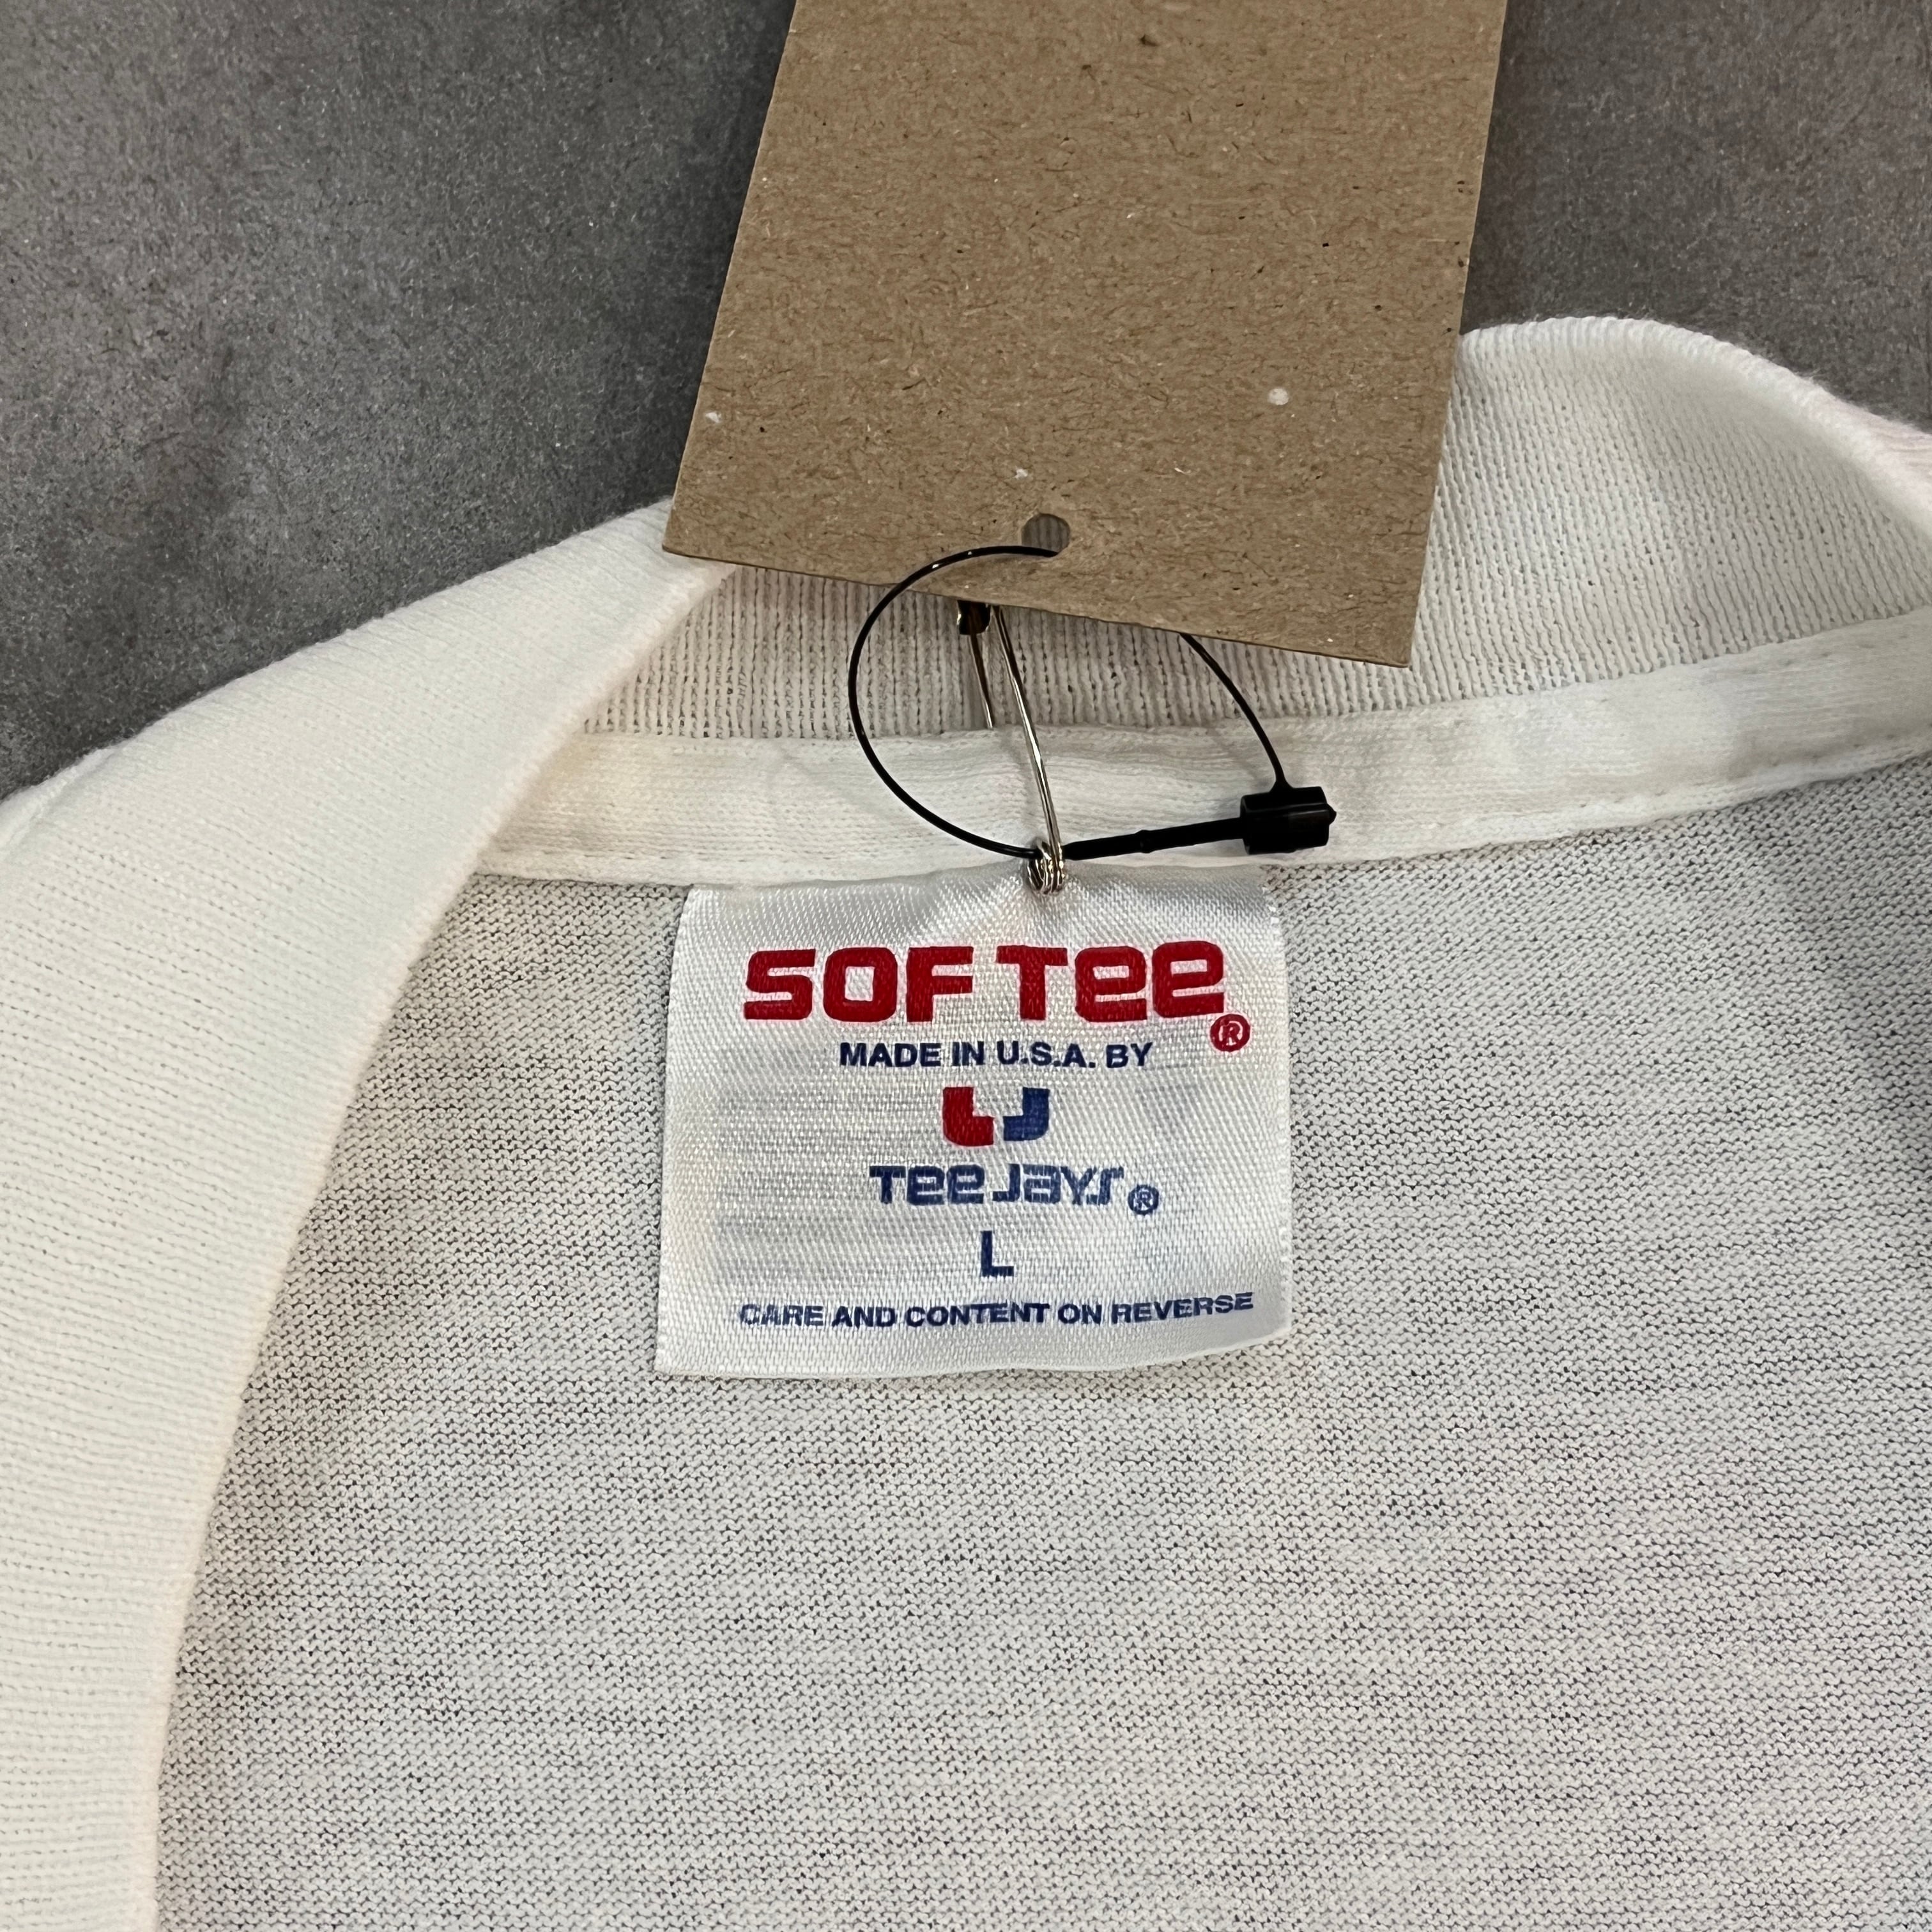 SOF TEE®
MADE IN U.S.A. BY
TEE JAYS®
L
CARE AND CONTENT ON REVERSE